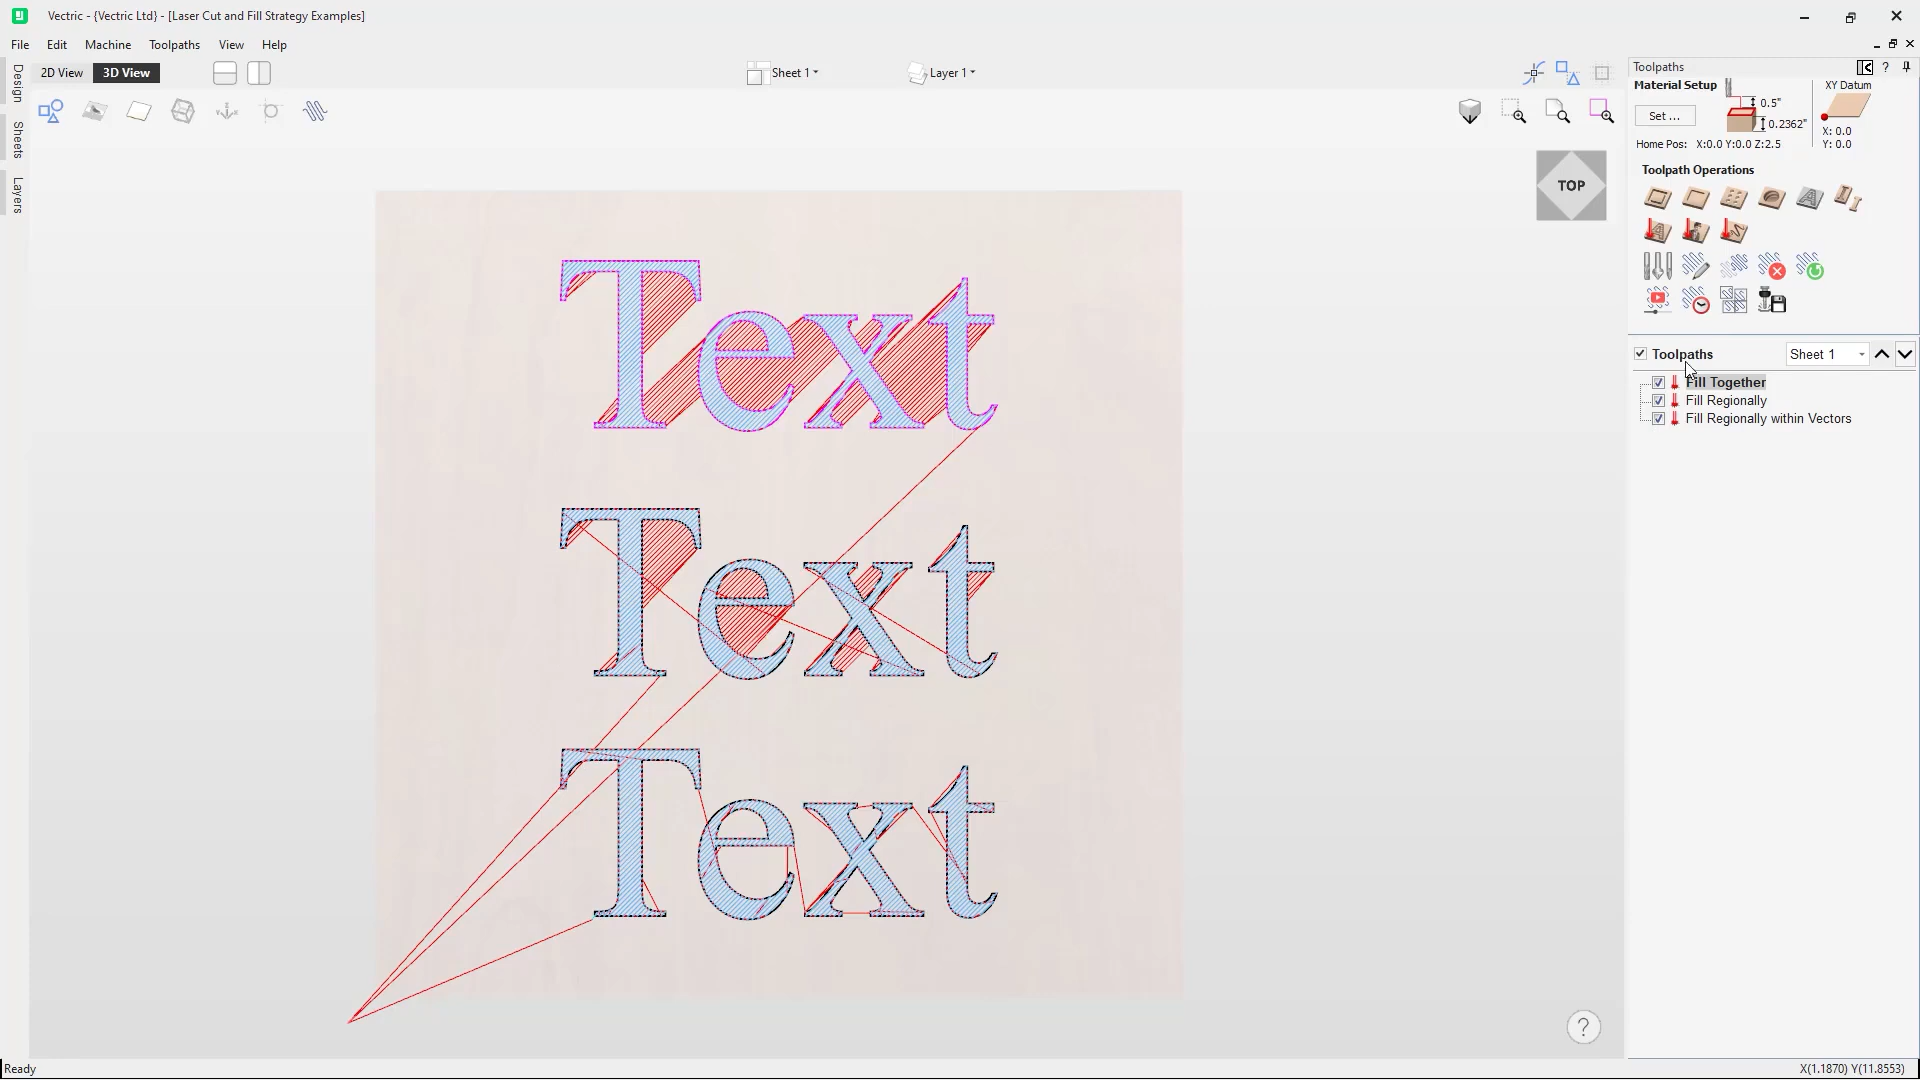 Vectric - {Vectric Ltd} - [Laser Cut and Fill Strategy Examples]
File Edit Machine Toolpaths View Help
2D View 3D View
Sheet 1
Layer 1
Design
Sheets
Layers
TOP
Text
Text
Text
?
Toolpaths
?
Material Setup
Set ...
0.5"
0.2362"
XY Datum
X: 0.0
Y: 0.0
Home Pos: X:0.0 Y:0.0 Z:2.5
Toolpath Operations
Toolpaths Sheet 1
Fill Together
Fill Regionally
Fill Regionally within Vectors
Ready
X(1.1870) Y(11.8553)